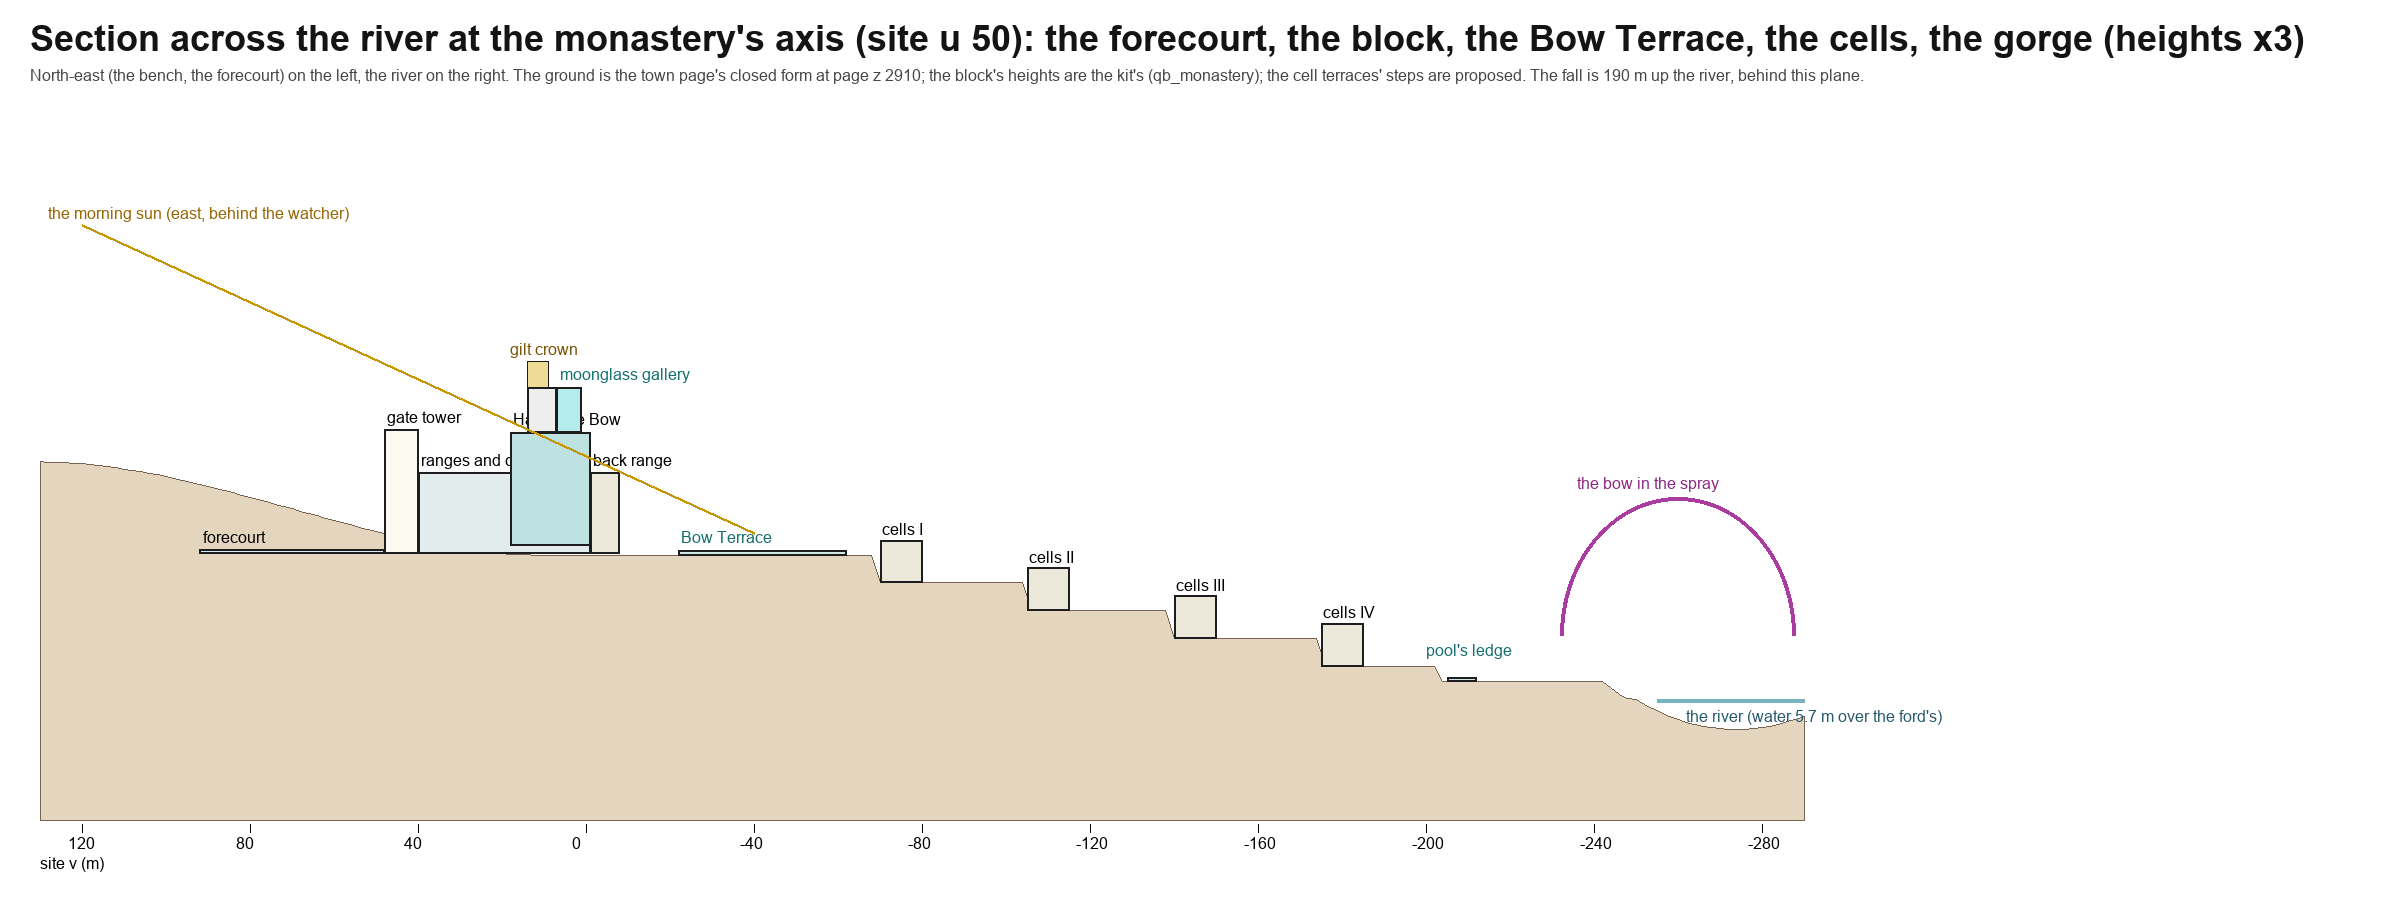 Section across the river at the monastery's axis (site u 50): the forecourt, the block, the Bow Terrace, the cells, the gorge (heights x3)
North-east (the bench, the forecourt) on the left, the river on the right. The ground is the town page's closed form at page z 2910; the block's heights are the kit's (qb_monastery); the cell terraces' steps are proposed. The fall is 190 m up the river, behind this plane.
the morning sun (east, behind the watcher)
gilt crown
moonglass gallery
gate tower
Bow
ranges and
back range
the bow in the spray
forecourt
Bow Terrace
cells I
cells II
cells III
cells IV
pool's ledge
the river (water 5.7 m over the ford's)
120 80 40 0 -40 -80 -120 -160 -200 -240 -280
site v (m)